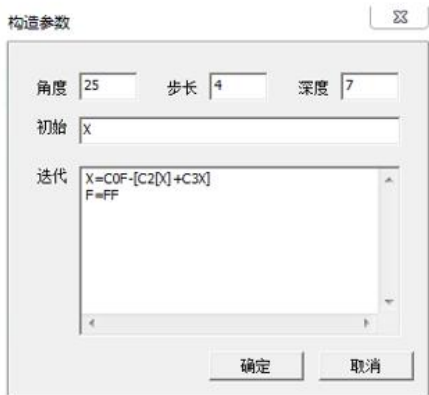 构造参数
角度 25 步长 4 深度 7
初始 X
迭代 X=C0F-[C2[X]+C3X]
F=FF
确定 取消